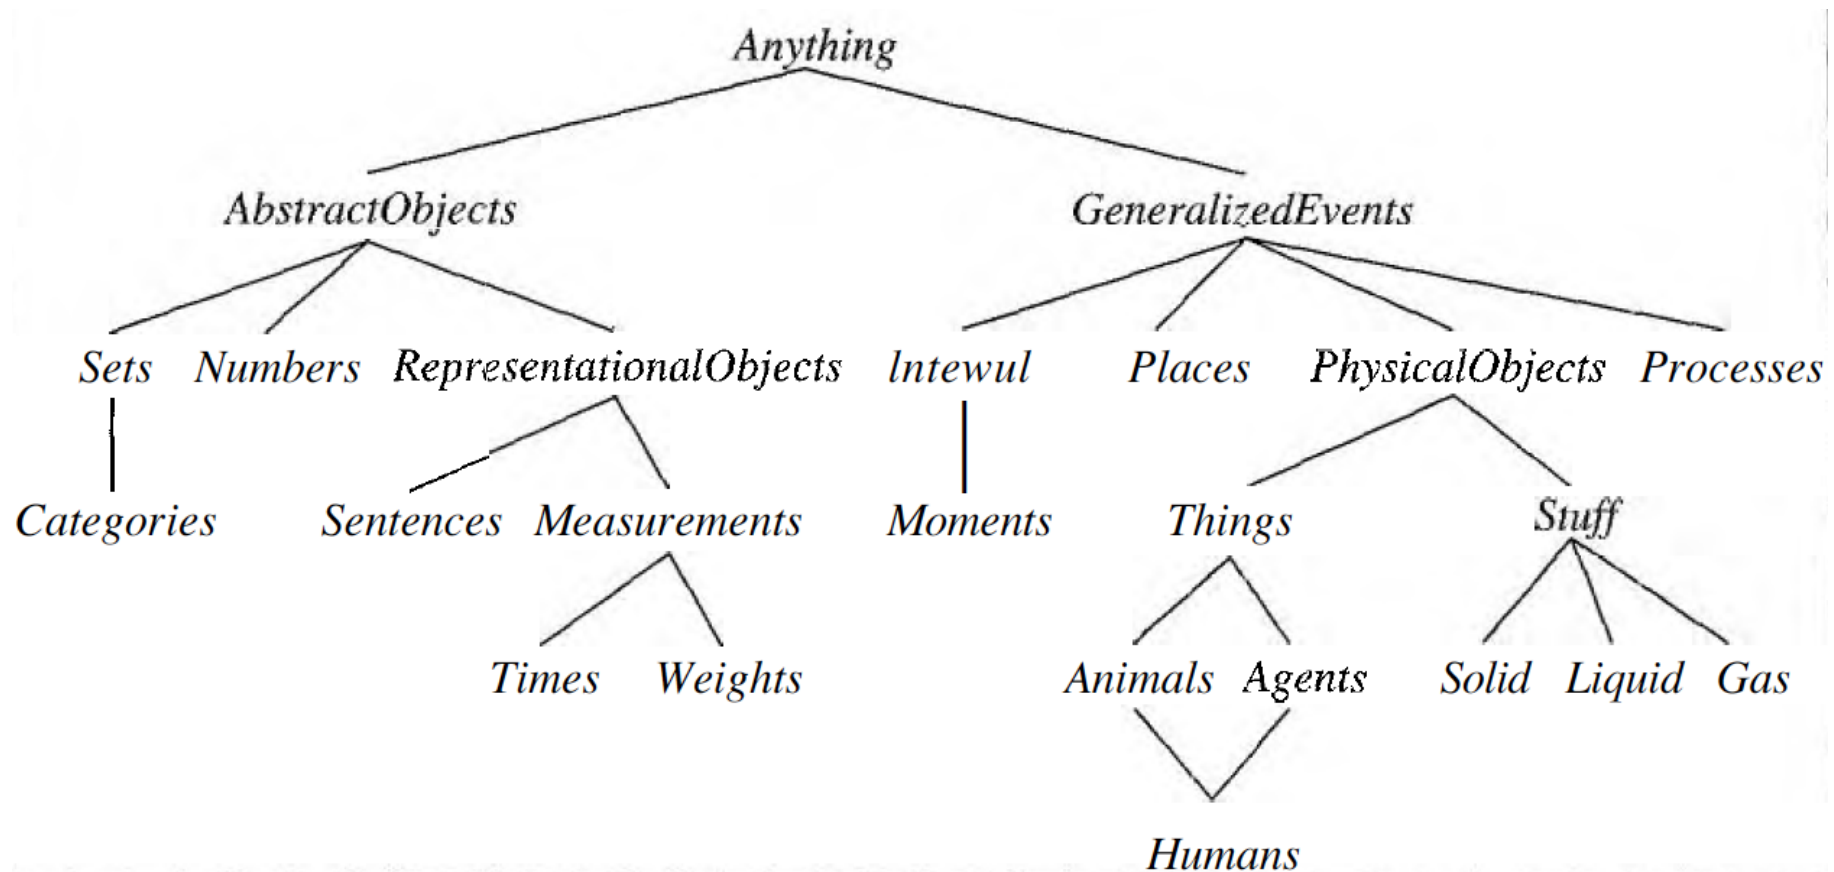 Anything
AbstractObjects GeneralizedEvents
Sets Numbers RepresentationalObjects lntewul Places PhysicalObjects Processes
Categories Sentences Measurements Moments Things Stuff
Times Weights Animals Agents Solid Liquid Gas
Humans